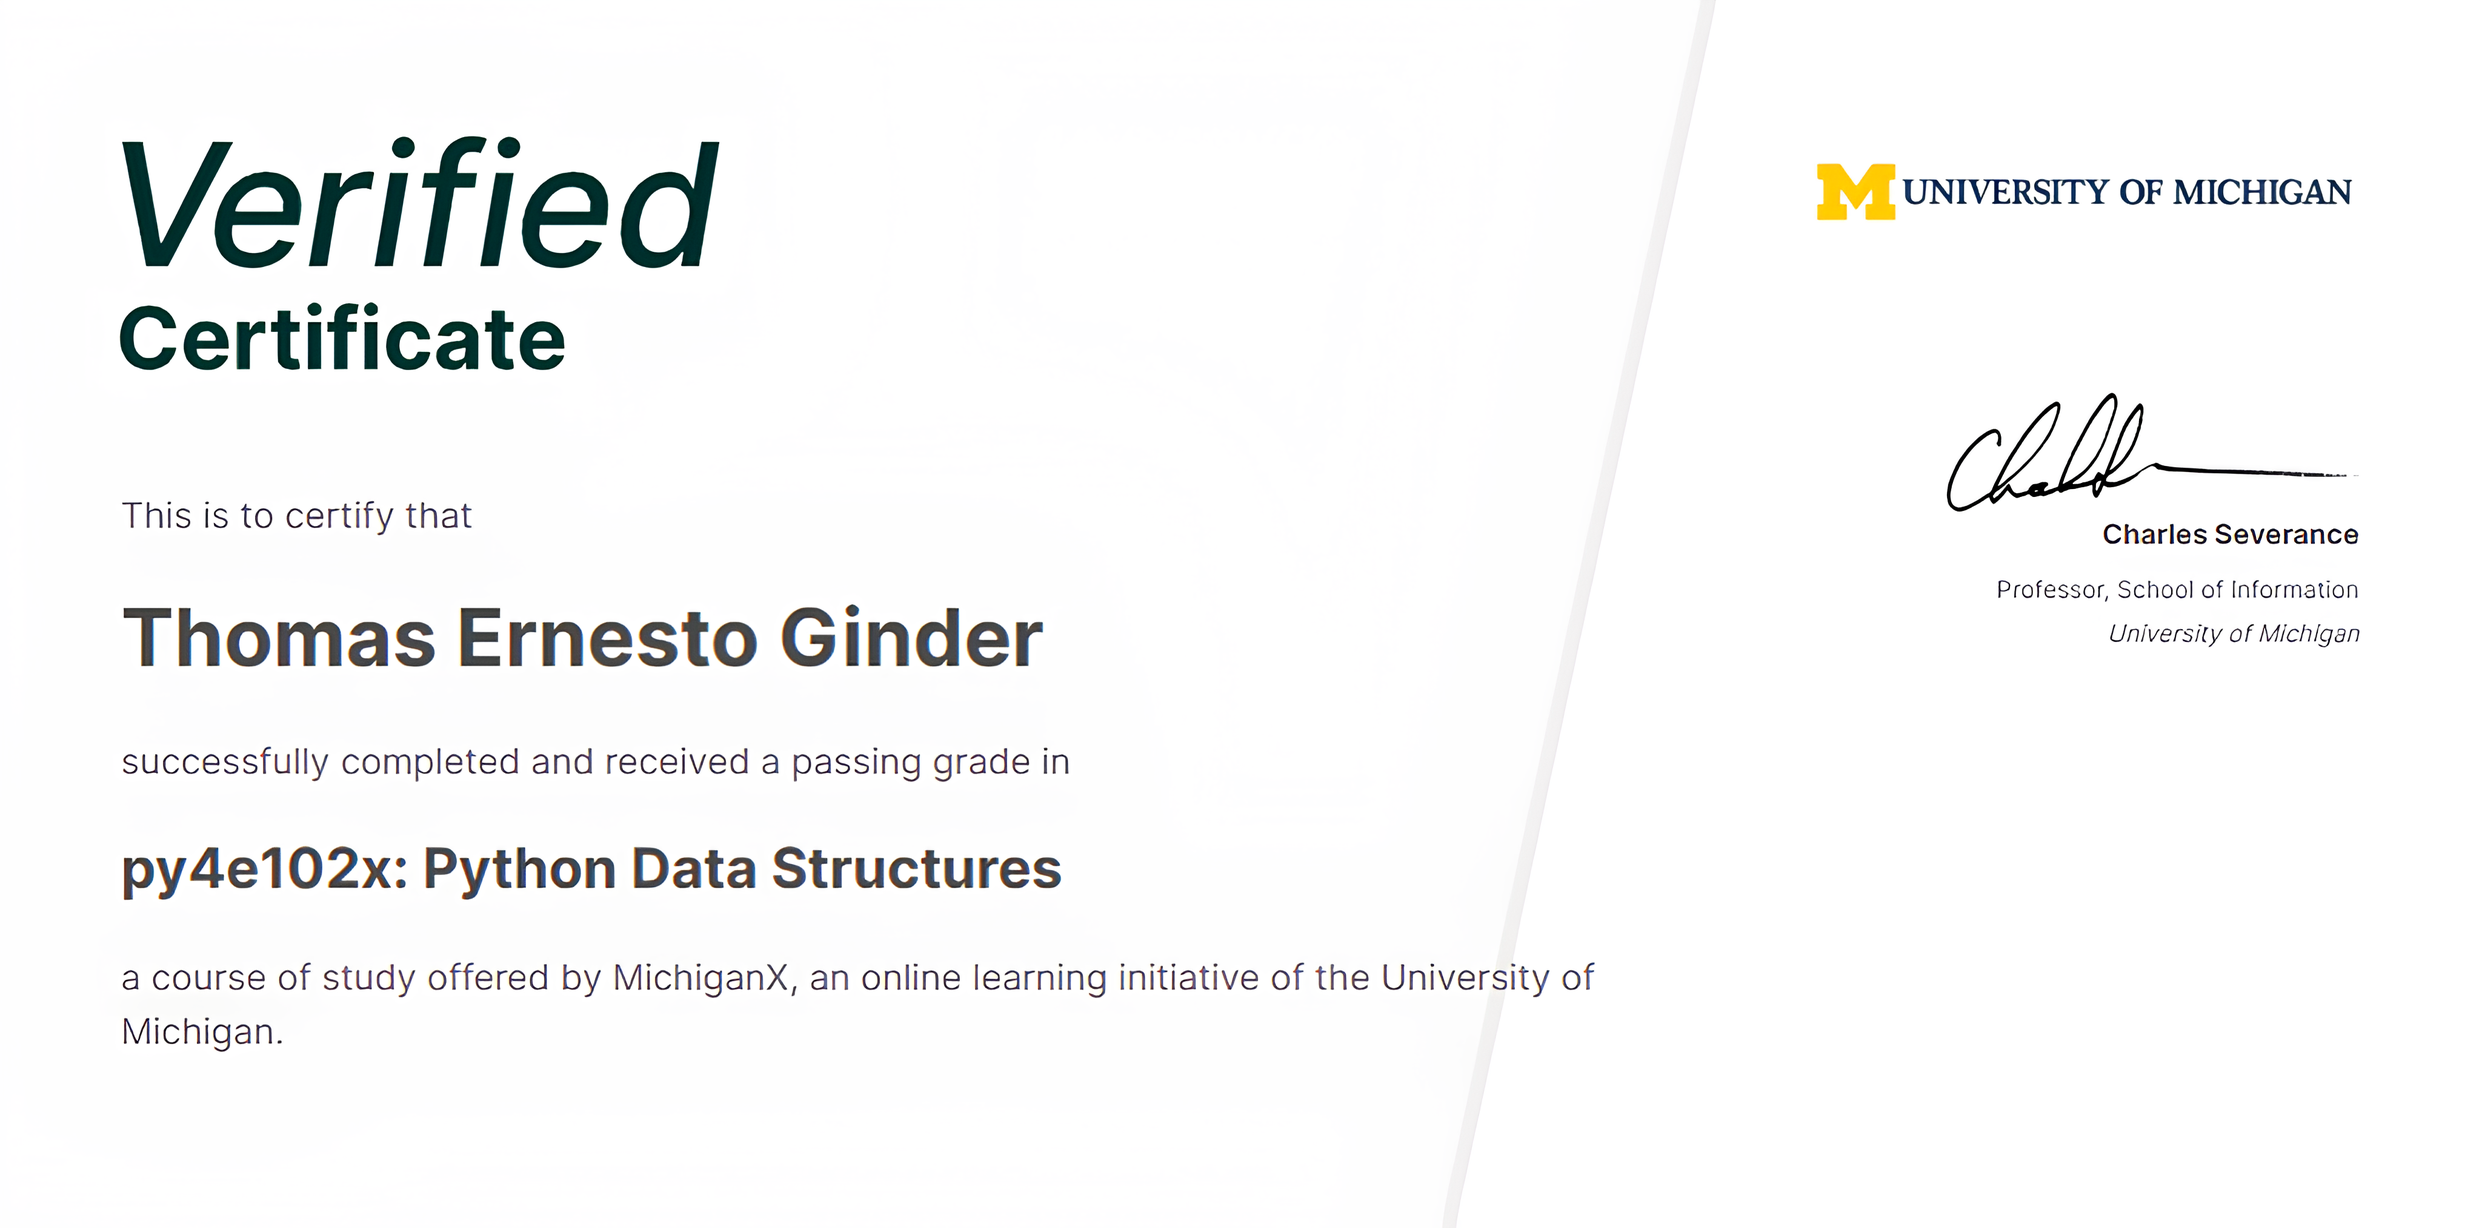 Verified
Certificate
This is to certify that
Thomas Ernesto Ginder
successfully completed and received a passing grade in
py4e102x: Python Data Structures
a course of study offered by MichiganX, an online learning initiative of the University of
Michigan.
M UNIVERSITY OF MICHIGAN
Charles Severance
Professor, School of Information
University of Michigan